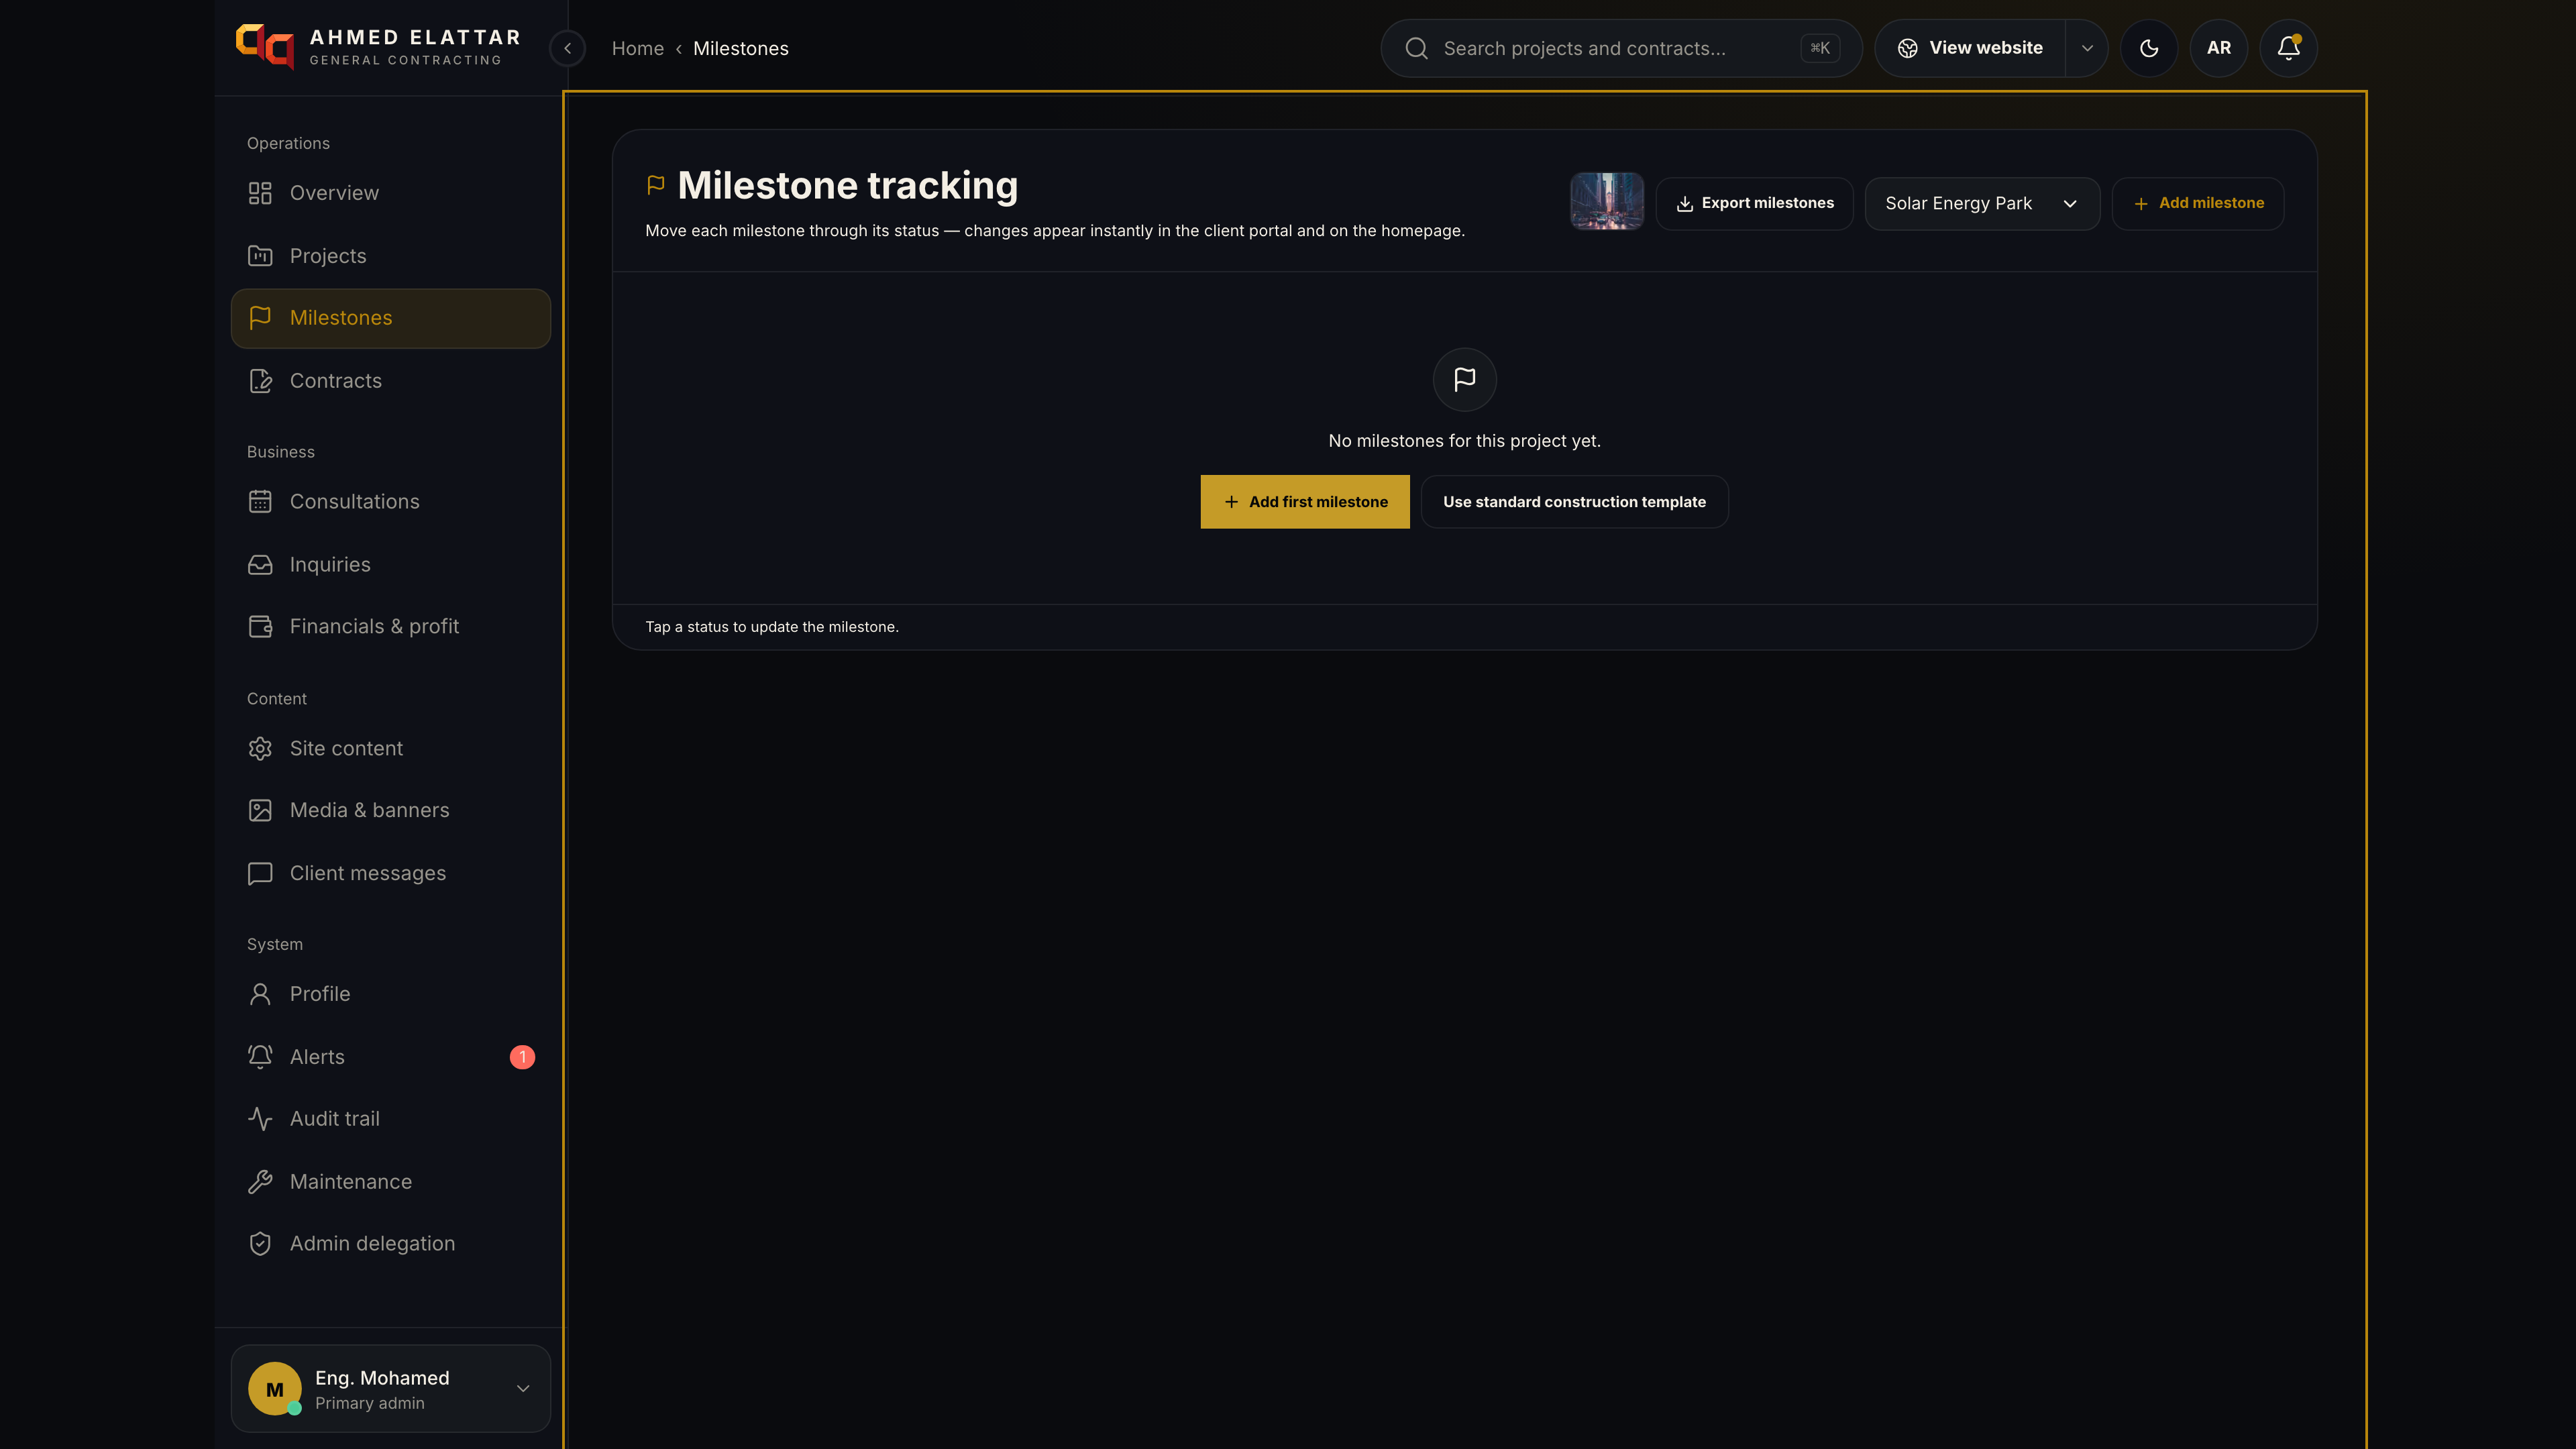 AHMED ELATTAR
GENERAL CONTRACTING
Home ‹ Milestones
Search projects and contracts...
⌘K
View website
AR
Operations
Overview
Projects
Milestones
Contracts
Business
Consultations
Inquiries
Financials & profit
Content
Site content
Media & banners
Client messages
System
Profile
Alerts
1
Audit trail
Maintenance
Admin delegation
M
Eng. Mohamed
Primary admin
Milestone tracking
Move each milestone through its status — changes appear instantly in the client portal and on the homepage.
Export milestones
Solar Energy Park
Add milestone
No milestones for this project yet.
Add first milestone
Use standard construction template
Tap a status to update the milestone.